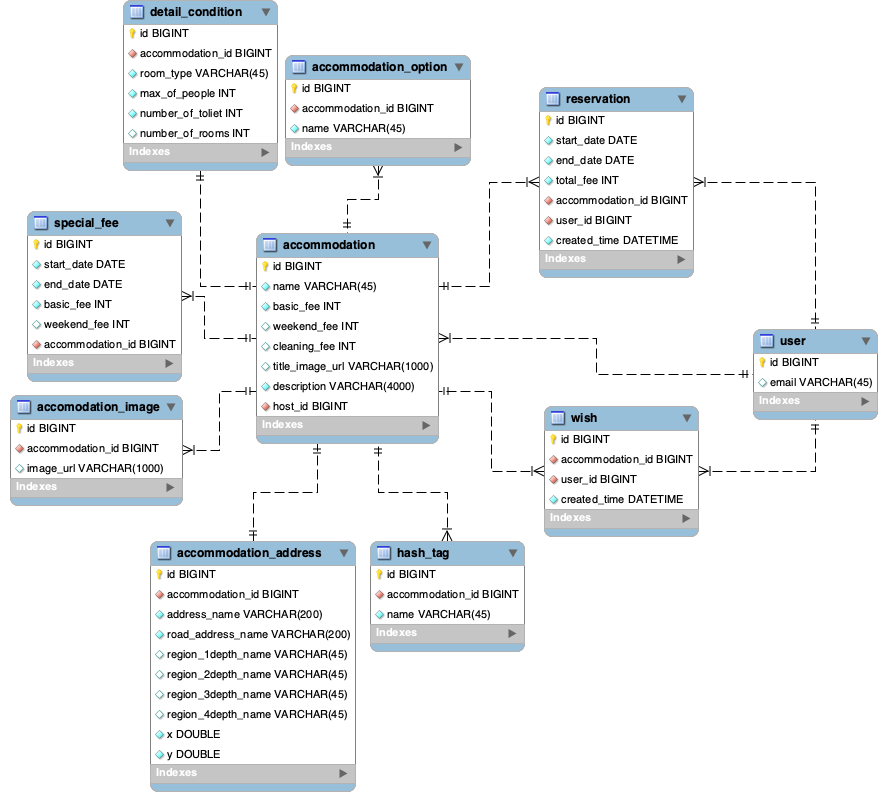 detail_condition
id BIGINT
accommodation_id BIGINT
room_type VARCHAR(45)
max_of_people INT
number_of_toliet INT
number_of_rooms INT
Indexes
accommodation_option
id BIGINT
accommodation_id BIGINT
name VARCHAR(45)
Indexes
reservation
id BIGINT
start_date DATE
end_date DATE
total_fee INT
accommodation_id BIGINT
user_id BIGINT
created_time DATETIME
Indexes
special_fee
id BIGINT
start_date DATE
end_date DATE
basic_fee INT
weekend_fee INT
accommodation_id BIGINT
Indexes
accommodation
id BIGINT
name VARCHAR(45)
basic_fee INT
weekend_fee INT
cleaning_fee INT
title_image_url VARCHAR(1000)
description VARCHAR(4000)
host_id BIGINT
Indexes
user
id BIGINT
email VARCHAR(45)
Indexes
accomodation_image
id BIGINT
accommodation_id BIGINT
image_url VARCHAR(1000)
Indexes
wish
id BIGINT
accommodation_id BIGINT
user_id BIGINT
created_time DATETIME
Indexes
accommodation_address
id BIGINT
accommodation_id BIGINT
address_name VARCHAR(200)
road_address_name VARCHAR(200)
region_1depth_name VARCHAR(45)
region_2depth_name VARCHAR(45)
region_3depth_name VARCHAR(45)
region_4depth_name VARCHAR(45)
x DOUBLE
y DOUBLE
Indexes
hash_tag
id BIGINT
accommodation_id BIGINT
name VARCHAR(45)
Indexes